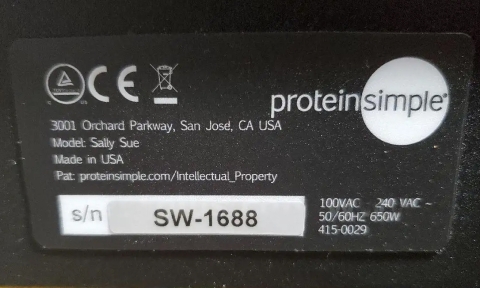 proteinsimple
3001 Orchard Parkway, San José, CA USA
Model: Sally Sue
Made in USA
Pat: proteinsimple.com/Intellectual_Property
s/n SW-1688
100VAC 240 VAC ~
50/60HZ 650W
415-0029